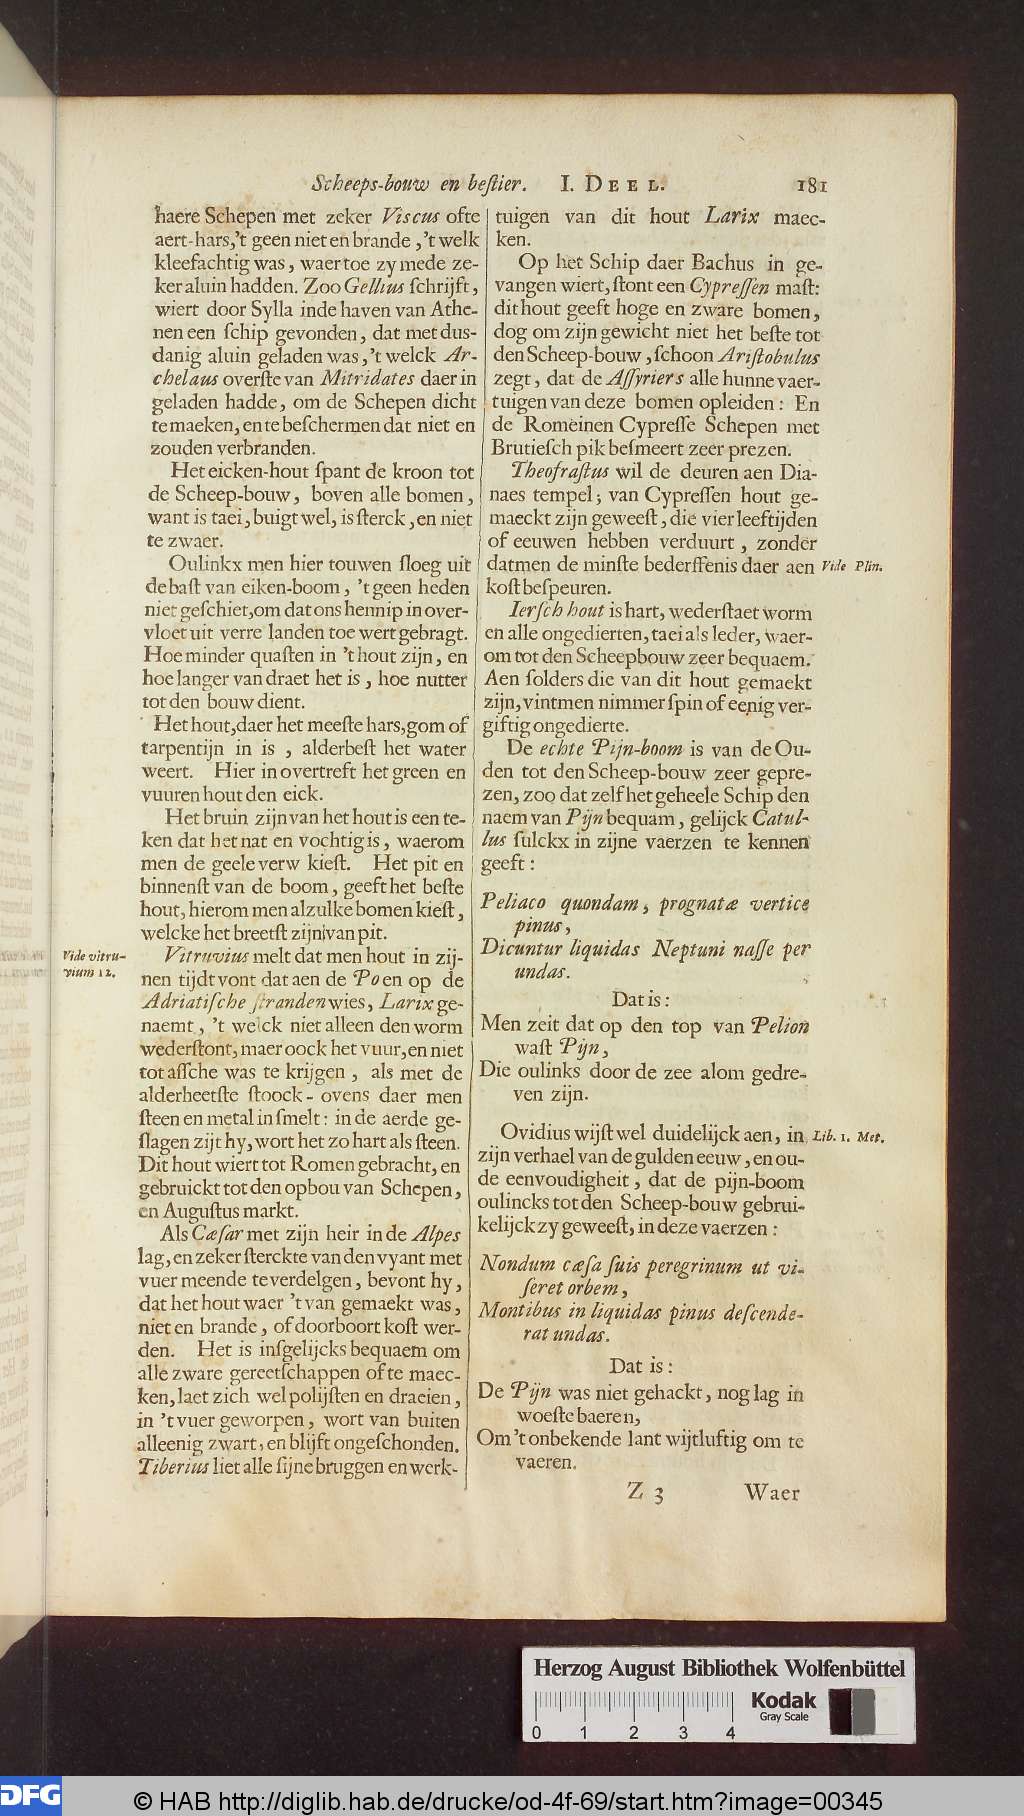 Scheeps-bouw en beſtier. I. DEEL. 181
haere Schepen met zeker Viscus ofte
aert-hars, 't geen niet en brande, 't welk
kleefachtig was, waer toe zy mede ze-
ker aluin hadden. Zoo Gellius ſchrijft,
wiert door Sylla in de haven van Athe-
nen een ſchip gevonden, dat met dus-
danig aluin geladen was, 't welck Ar-
chelaus overſte van Mitridates daer in
geladen hadde, om de Schepen dicht
te maeken, en te beſchermen dat niet en
zouden verbranden.
Het eicken-hout ſpant de kroon tot
de Scheep-bouw, boven alle bomen,
want is taei, buigt wel, is ſterck, en niet
te zwaer.
Oulinkx men hier touwen ſloeg uit
de baſt van eiken-boom, 't geen heden
niet geſchiet, om dat ons hennip in over-
vloet uit verre landen toe wert gebragt.
Hoe minder quaſten in 't hout zijn, en
hoe langer van draet het is, hoe nutter
tot den bouw dient.
Het hout, daer het meeſte hars, gom of
tarpentijn in is, alderbeſt het water
weert. Hier in overtreft het green en
vuuren hout den eick.
Het bruin zijn van het hout is een te-
ken dat het nat en vochtig is, waerom
men de geele verw kieſt. Het pit en
binnenſt van de boom, geeft het beſte
hout, hierom men alzulke bomen kieſt,
welcke het breetſt zijn van pit.
Vide vitru-
vium 12.
Vitruvius melt dat men hout in zij-
nen tijdt vont dat aen de Po en op de
Adriatiſche ſtranden wies, Larix ge-
naemt, 't welck niet alleen den worm
wederſtont, maer oock het vuur, en niet
tot aſſche was te krijgen, als met de
alderheetſte ſtoock-ovens daer men
ſteen en metal in ſmelt: in de aerde ge-
ſlagen zijt hy, wort het zo hart als ſteen.
Dit hout wiert tot Romen gebracht, en
gebruickt tot den opbou van Schepen,
en Auguſtus markt.
Als Cæſar met zijn heir in de Alpes
lag, en zeker ſterckte van den vyant met
vuer meende te verdelgen, bevont hy,
dat het hout waer 't van gemaekt was,
niet en brande, of doorboort koſt wer-
den. Het is inſgelijcks bequaem om
alle zware gereetſchappen ofte maec-
ken, laet zich wel polijſten en draeien,
in 't vuer geworpen, wort van buiten
alleenig zwart, en blijft ongeſchonden.
Tiberius liet alle ſijne bruggen en werk-
tuigen van dit hout Larix maec-
ken.
Op het Schip daer Bachus in ge-
vangen wiert, ſtont een Cypreſſen maſt:
dit hout geeft hoge en zware bomen,
dog om zijn gewicht niet het beſte tot
den Scheep-bouw, ſchoon Ariſtobulus
zegt, dat de Aſſyriers alle hunne vaer-
tuigen van deze bomen opleiden: En
de Romeinen Cypreſſe Schepen met
Brutieſch pik beſmeert zeer prezen.
Theofraſtus wil de deuren aen Dia-
naes tempel, van Cypreſſen hout ge-
maeckt zijn geweeſt, die vier leeftijden
of eeuwen hebben verduurt, zonder
datmen de minſte bederffenis daer aen
koſt beſpeuren.
Vide Plin.
Ierſch hout is hart, wederſtaet worm
en alle ongedierten, taei als leder, waer-
om tot den Scheepbouw zeer bequaem.
Aen ſolders die van dit hout gemaekt
zijn, vintmen nimmer ſpin of eenig ver-
giftig ongedierte.
De echte Pijn-boom is van de Ou-
den tot den Scheep-bouw zeer gepre-
zen, zoo dat zelf het geheele Schip den
naem van Pijn bequam, gelijck Catul-
lus ſulckx in zijne vaerzen te kennen
geeft:
Peliaco quondam, prognatæ vertice
pinus,
Dicuntur liquidas Neptuni naſſe per
undas.
Dat is:
Men zeit dat op den top van Pelion
waſt Pijn,
Die oulinks door de zee alom gedre-
ven zijn.
Ovidius wijſt wel duidelijck aen, in
zijn verhael van de gulden eeuw, en ou-
de eenvoudigheit, dat de pijn-boom
oulincks tot den Scheep-bouw gebrui-
kelijck zy geweeſt, in deze vaerzen:
Lib. 1. Met.
Nondum cæſa ſuis peregrinum ut vi-
ſeret orbem,
Montibus in liquidas pinus deſcende-
rat undas.
Dat is:
De Pijn was niet gehackt, nog lag in
woeſte baeren,
Om 't onbekende lant wijtluftig om te
vaeren.
Z 3 Waer
Herzog August Bibliothek Wolfenbüttel
Kodak
Gray Scale
0 1 2 3 4
DFG
© HAB http://diglib.hab.de/drucke/od-4f-69/start.htm?image=00345